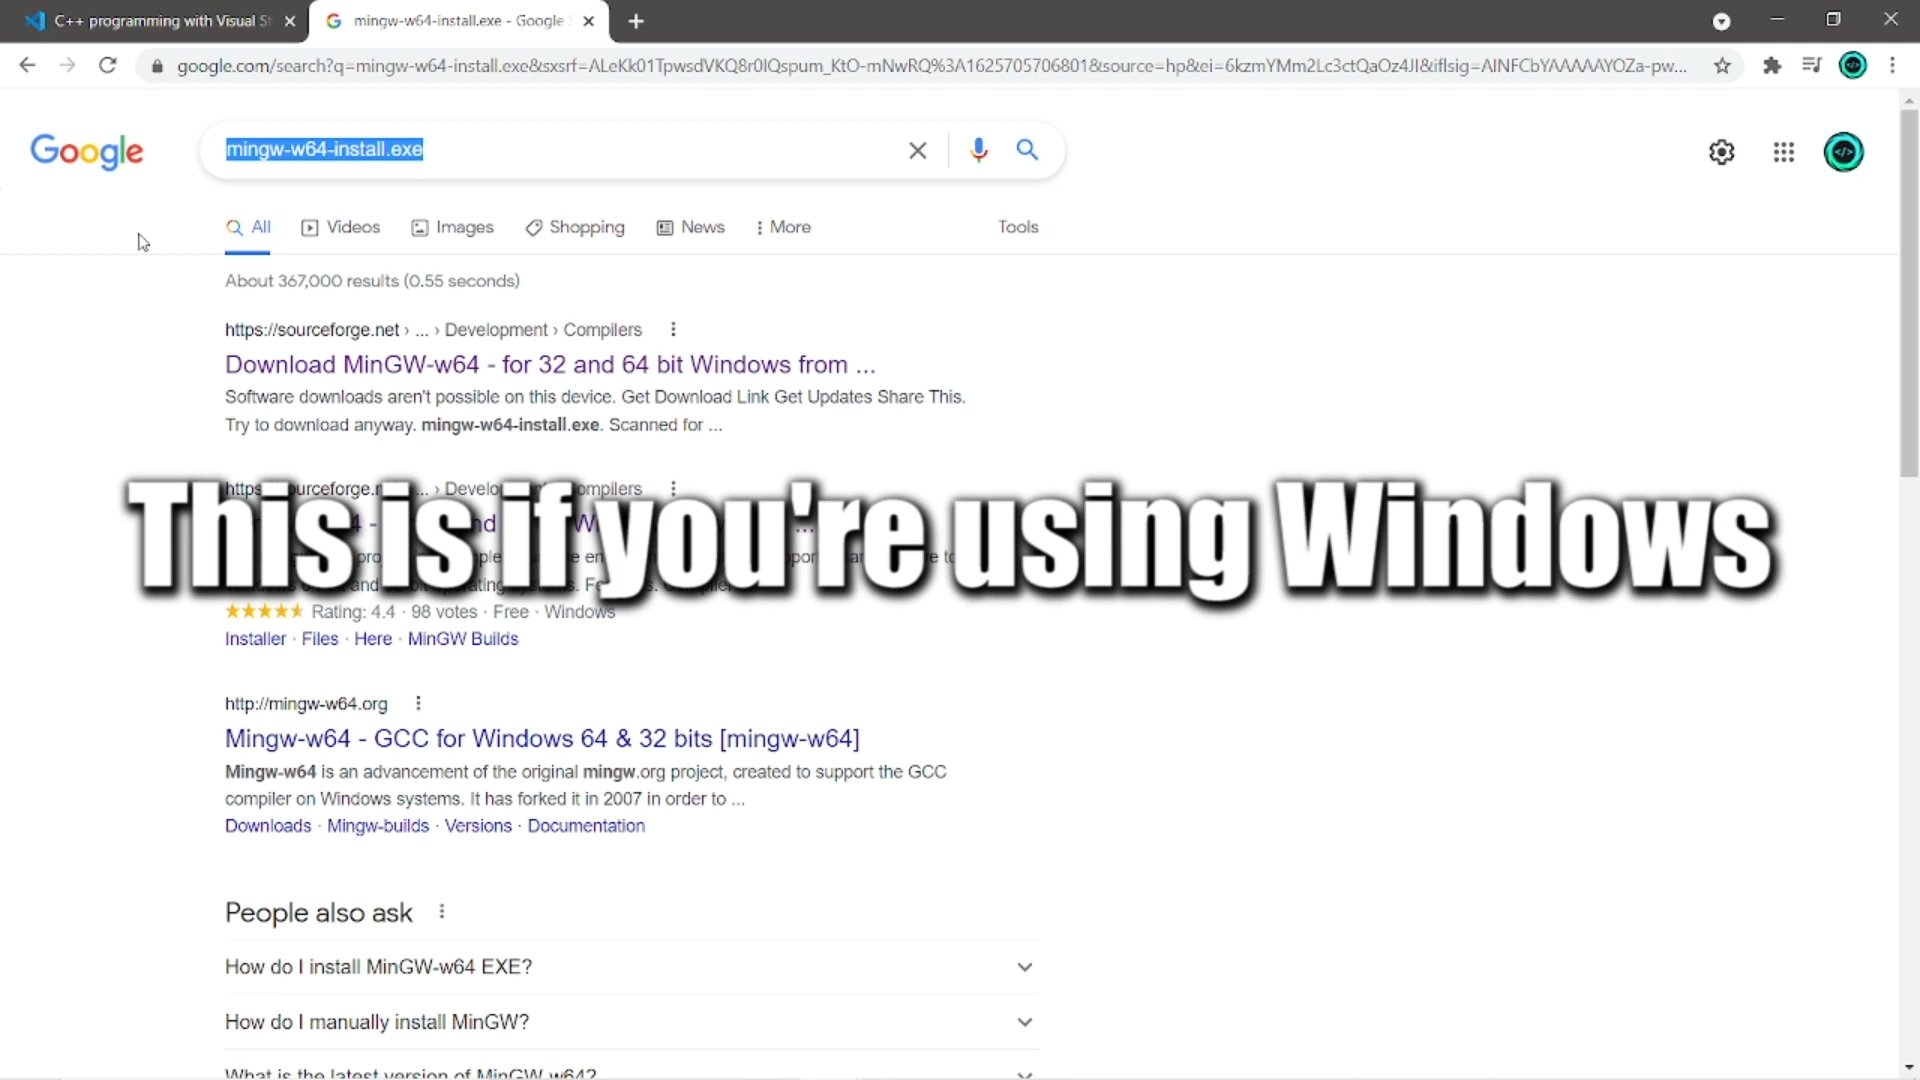 C++ programming with Visual St
mingw-w64-install.exe - Google S
google.com/search?q=mingw-w64-install.exe&sxsrf=ALeKk01TpwsdVKQ8r0IQspum_KtO-mNwRQ%3A1625705706801&source=hp&ei=6kzmYMm2Lc3ctQaOz4JI&iflsig=AINFCbYAAAAAYOZa-pw...
Google
mingw-w64-install.exe
All Videos Images Shopping News More Tools
About 367,000 results (0.55 seconds)
https://sourceforge.net › ... › Development › Compilers
Download MinGW-w64 - for 32 and 64 bit Windows from ...
Software downloads aren't possible on this device. Get Download Link Get Updates Share This.
Try to download anyway. mingw-w64-install.exe. Scanned for ...
This is if you're using Windows
Rating: 4.4 · 98 votes · Free · Windows
Installer · Files · Here · MinGW Builds
http://mingw-w64.org
Mingw-w64 - GCC for Windows 64 & 32 bits [mingw-w64]
Mingw-w64 is an advancement of the original mingw.org project, created to support the GCC
compiler on Windows systems. It has forked it in 2007 in order to ...
Downloads · Mingw-builds · Versions · Documentation
People also ask
How do I install MinGW-w64 EXE?
How do I manually install MinGW?
What is the latest version of MinGW w64?